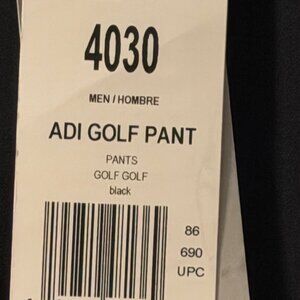 4030
MEN / HOMBRE
ADI GOLF PANT
PANTS
GOLF GOLF
black
86
690
UPC